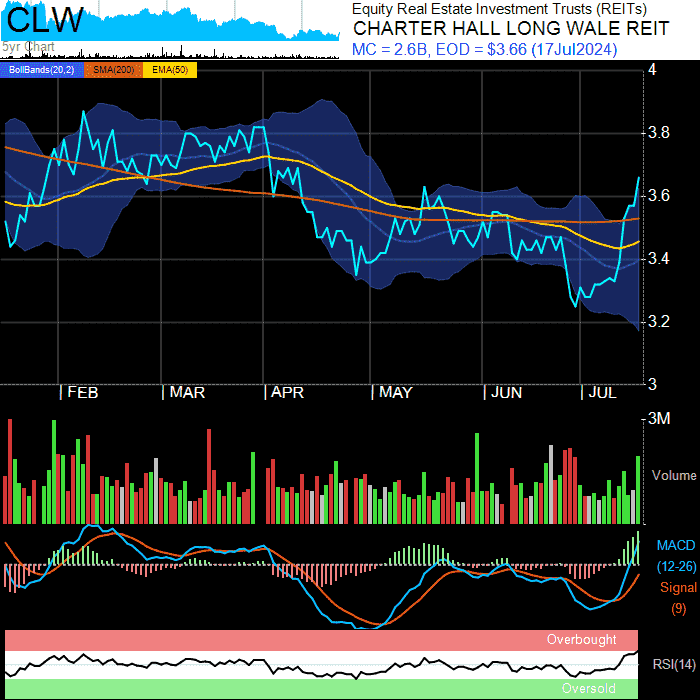 CLW
5yr Chart
Equity Real Estate Investment Trusts (REITs)
CHARTER HALL LONG WALE REIT
MC = 2.6B, EOD = $3.66 (17Jul2024)
BollBands(20,2) SMA(200) EMA(50)
4
3.8
3.6
3.4
3.2
3
FEB MAR APR MAY JUN JUL
3M
Volume
MACD
(12-26)
Signal
(9)
Overbought
RSI(14)
Oversold